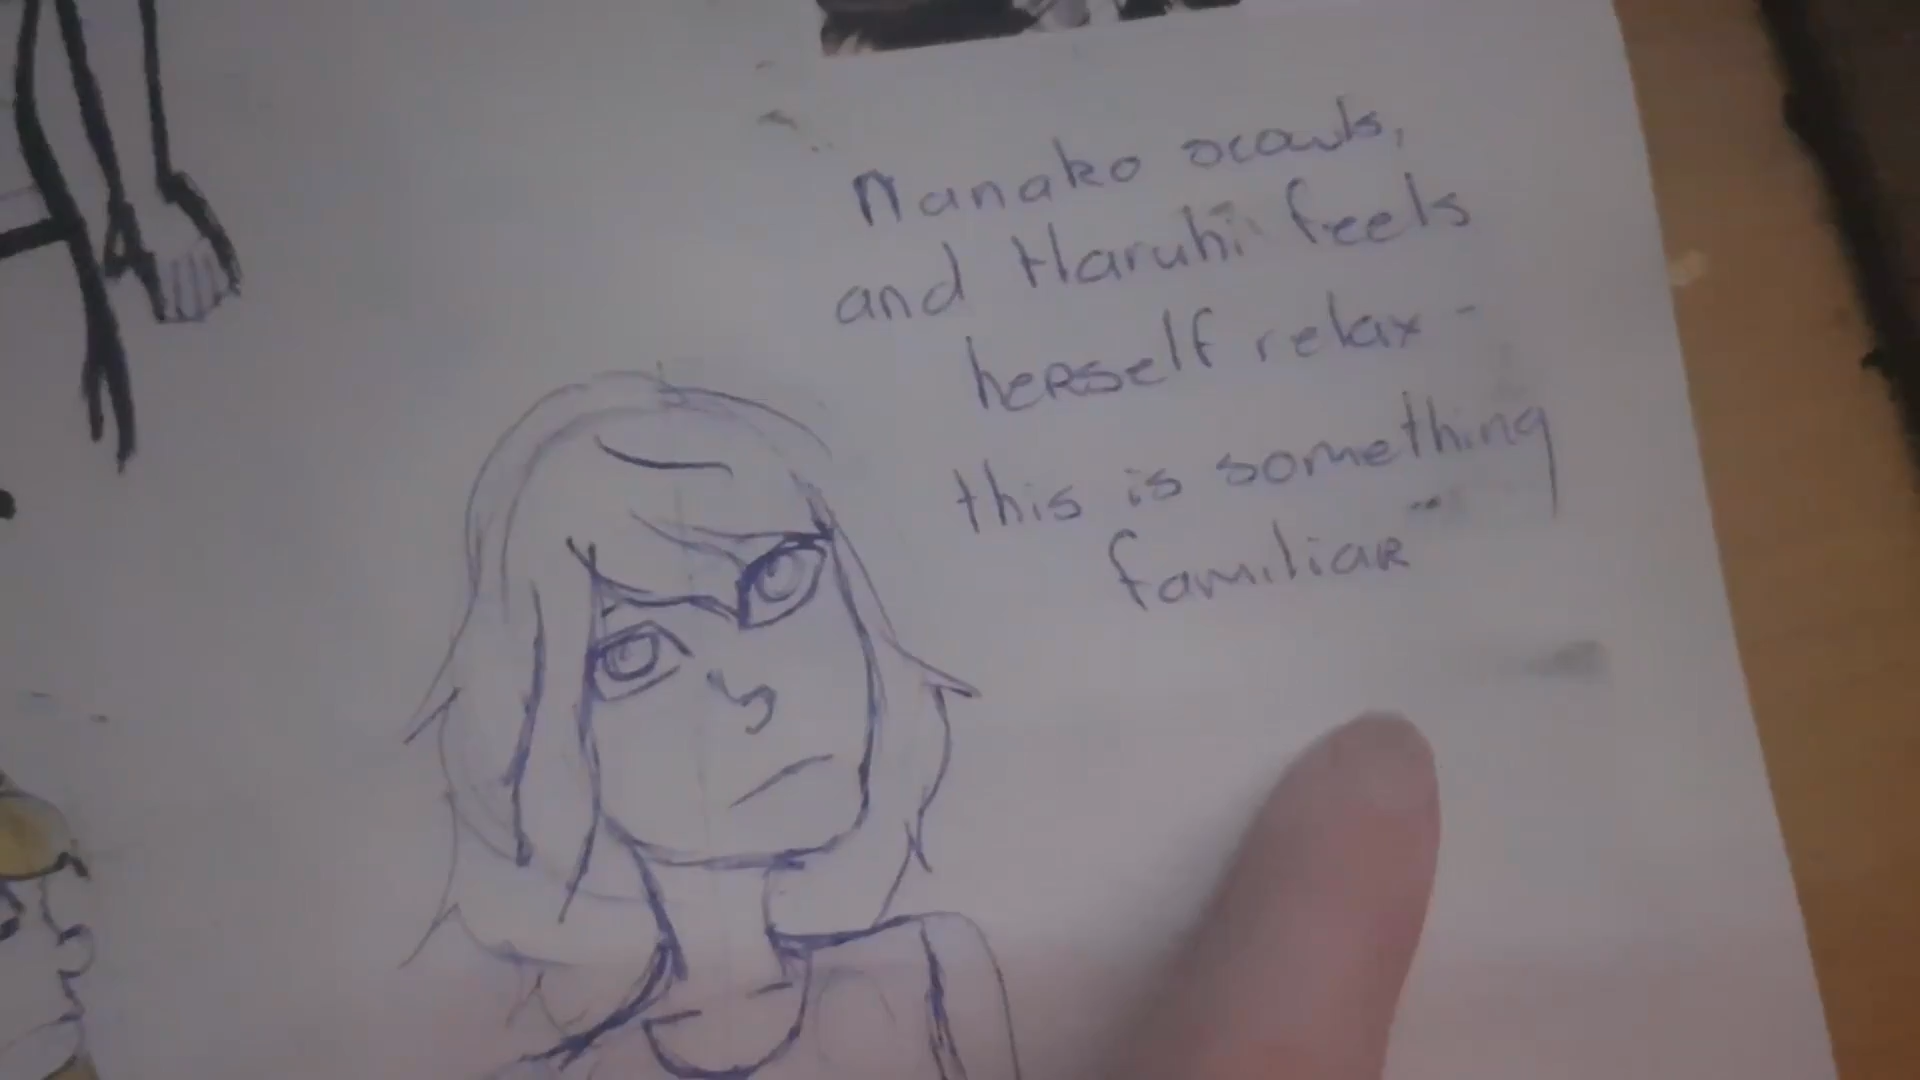 Nanako scowls,
and Haruhi feels
herself relax -
this is something
familiar"